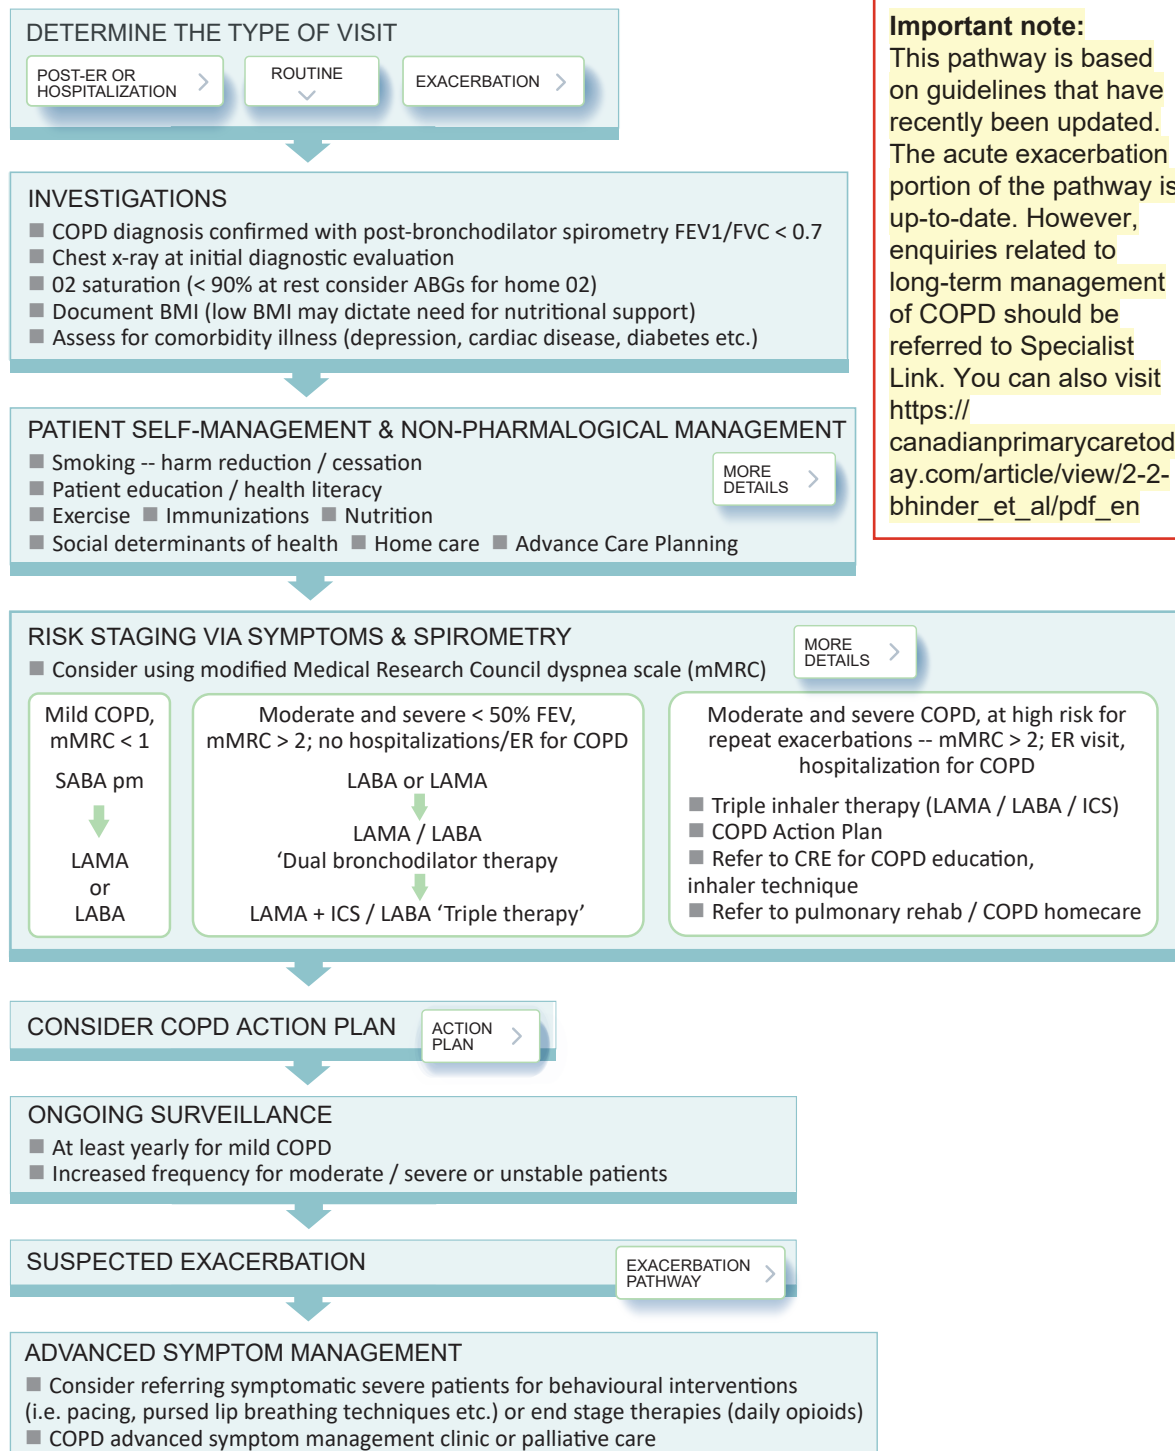 DETERMINE THE TYPE OF VISIT
POST-ER OR
HOSPITALIZATION
ROUTINE
EXACERBATION
Important note:
This pathway is based
on guidelines that have
recently been updated.
The acute exacerbation
portion of the pathway is
up-to-date. However,
enquiries related to
long-term management
of COPD should be
referred to Specialist
Link. You can also visit
https://
canadianprimarycaretod
ay.com/article/view/2-2-
bhinder_et_al/pdf_en
INVESTIGATIONS
■ COPD diagnosis confirmed with post-bronchodilator spirometry FEV1/FVC < 0.7
■ Chest x-ray at initial diagnostic evaluation
■ 02 saturation (< 90% at rest consider ABGs for home 02)
■ Document BMI (low BMI may dictate need for nutritional support)
■ Assess for comorbidity illness (depression, cardiac disease, diabetes etc.)
PATIENT SELF-MANAGEMENT & NON-PHARMALOGICAL MANAGEMENT
■ Smoking -- harm reduction / cessation
■ Patient education / health literacy
■ Exercise ■ Immunizations ■ Nutrition
■ Social determinants of health ■ Home care ■ Advance Care Planning
MORE
DETAILS
RISK STAGING VIA SYMPTOMS & SPIROMETRY
■ Consider using modified Medical Research Council dyspnea scale (mMRC)
MORE
DETAILS
Mild COPD,
mMRC < 1
SABA pm
LAMA
or
LABA
Moderate and severe < 50% FEV,
mMRC > 2; no hospitalizations/ER for COPD
LABA or LAMA
LAMA / LABA
‘Dual bronchodilator therapy
LAMA + ICS / LABA ‘Triple therapy’
Moderate and severe COPD, at high risk for
repeat exacerbations -- mMRC > 2; ER visit,
hospitalization for COPD
■ Triple inhaler therapy (LAMA / LABA / ICS)
■ COPD Action Plan
■ Refer to CRE for COPD education,
inhaler technique
■ Refer to pulmonary rehab / COPD homecare
CONSIDER COPD ACTION PLAN
ACTION
PLAN
ONGOING SURVEILLANCE
■ At least yearly for mild COPD
■ Increased frequency for moderate / severe or unstable patients
SUSPECTED EXACERBATION
EXACERBATION
PATHWAY
ADVANCED SYMPTOM MANAGEMENT
■ Consider referring symptomatic severe patients for behavioural interventions
(i.e. pacing, pursed lip breathing techniques etc.) or end stage therapies (daily opioids)
■ COPD advanced symptom management clinic or palliative care